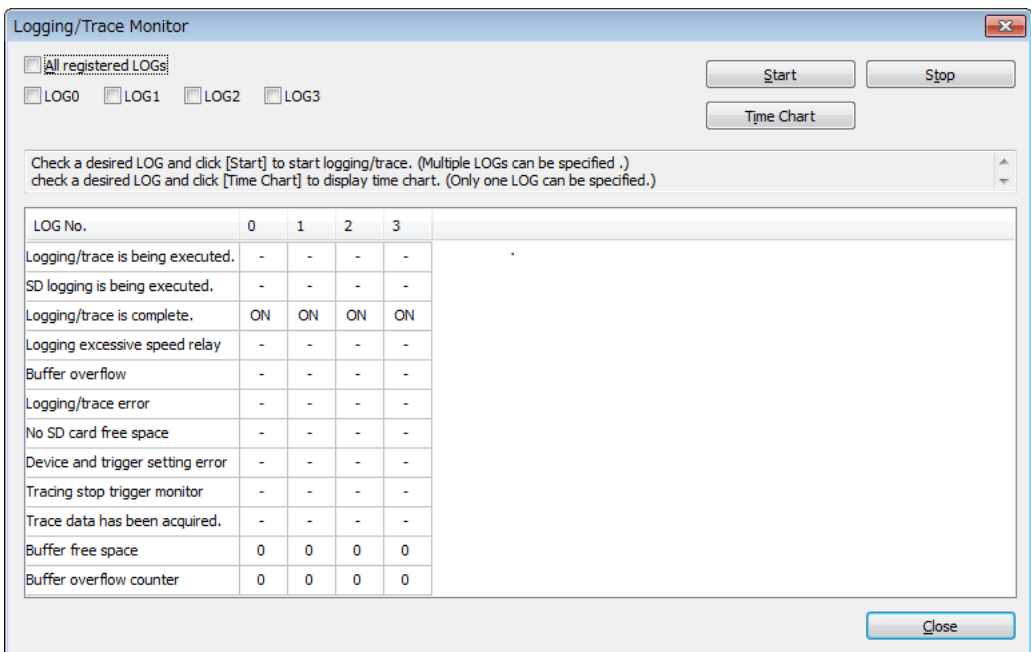 Logging/Trace Monitor
All registered LOGs
LOG0 LOG1 LOG2 LOG3
Start Stop
Time Chart
Check a desired LOG and click [Start] to start logging/trace. (Multiple LOGs can be specified .)
check a desired LOG and click [Time Chart] to display time chart. (Only one LOG can be specified.)
LOG No. 0 1 2 3
Logging/trace is being executed. - - - -
SD logging is being executed. - - - -
Logging/trace is complete. ON ON ON ON
Logging excessive speed relay - - - -
Buffer overflow - - - -
Logging/trace error - - - -
No SD card free space - - - -
Device and trigger setting error - - - -
Tracing stop trigger monitor - - - -
Trace data has been acquired. - - - -
Buffer free space 0 0 0 0
Buffer overflow counter 0 0 0 0
Close